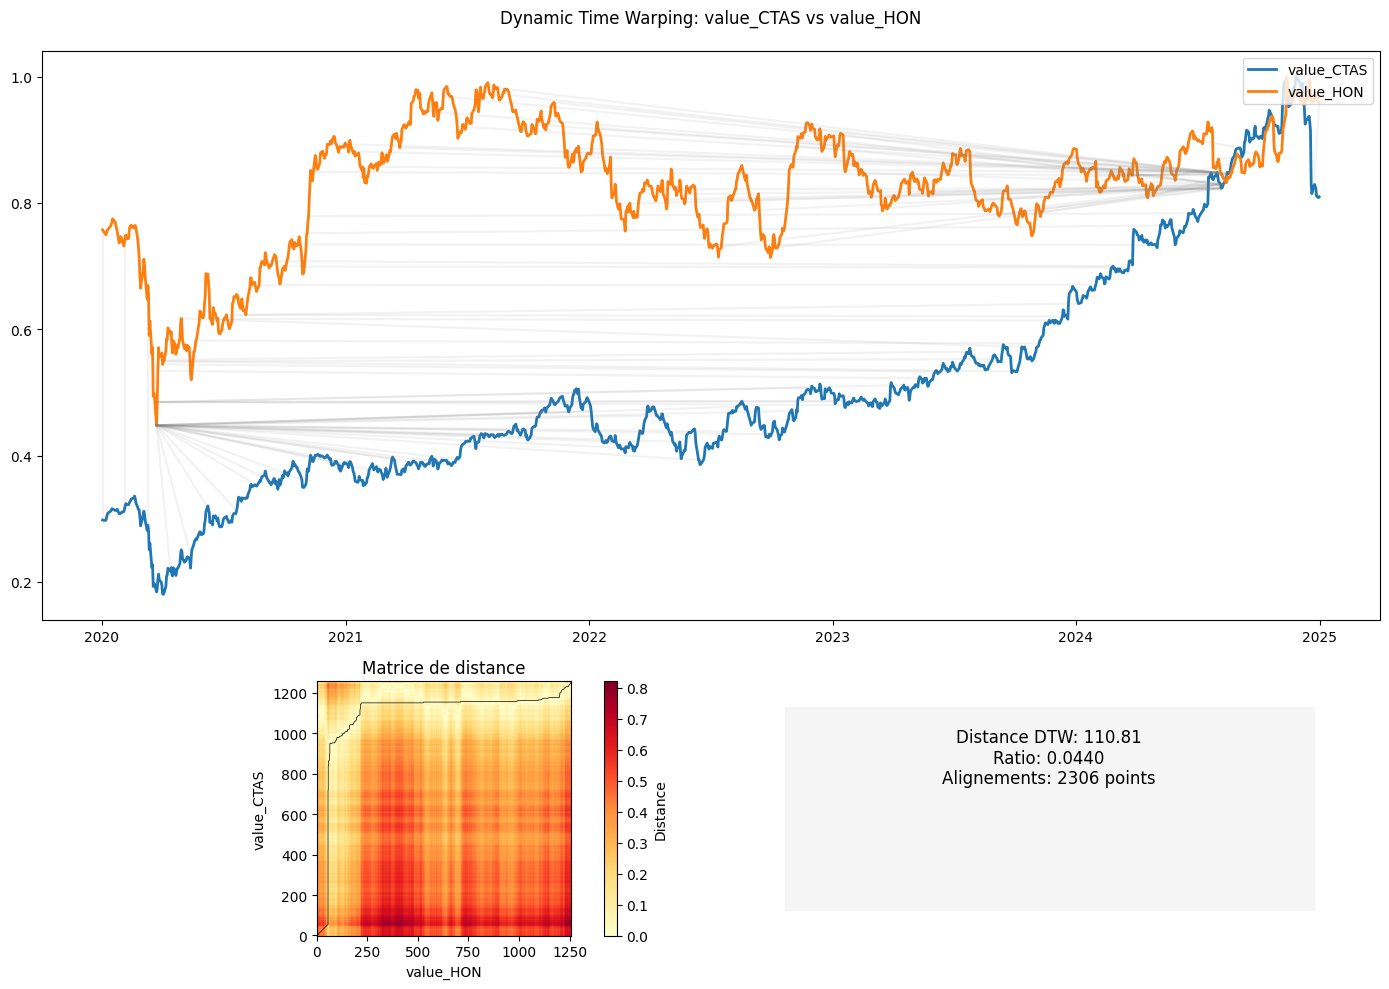 Dynamic Time Warping: value_CTAS vs value_HON
value_CTAS
value_HON
1.0
0.8
0.6
0.4
0.2
2020 2021 2022 2023 2024 2025
Matrice de distance
value_CTAS
1200
1000
800
600
400
200
0
0 250 500 750 1000 1250
value_HON
0.8
0.7
0.6
0.5
0.4
0.3
0.2
0.1
0.0
Distance
Distance DTW: 110.81
Ratio: 0.0440
Alignements: 2306 points